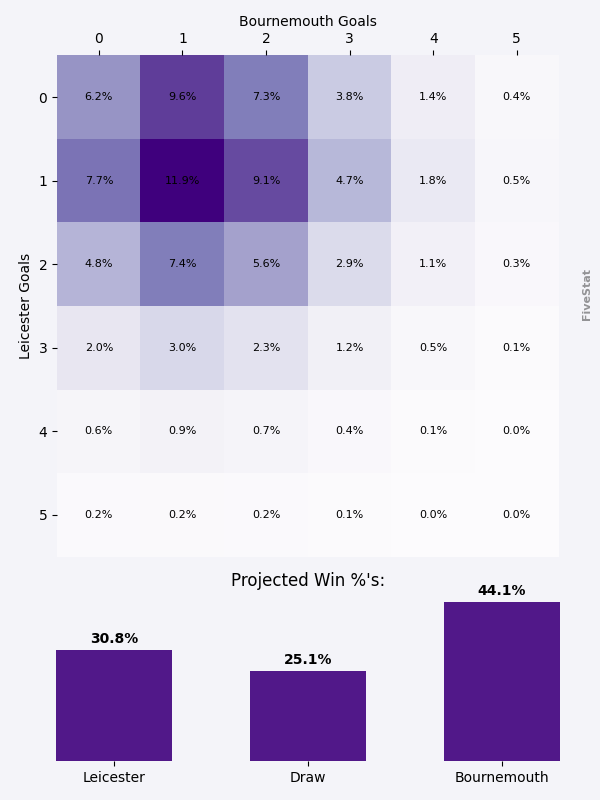 Bournemouth Goals
0 1 2 3 4 5
0 6.2% 9.6% 7.3% 3.8% 1.4% 0.4%
1 7.7% 11.9% 9.1% 4.7% 1.8% 0.5%
2 4.8% 7.4% 5.6% 2.9% 1.1% 0.3%
3 2.0% 3.0% 2.3% 1.2% 0.5% 0.1%
4 0.6% 0.9% 0.7% 0.4% 0.1% 0.0%
5 0.2% 0.2% 0.2% 0.1% 0.0% 0.0%
Leicester Goals
FiveStat
Projected Win %'s:
30.8% 25.1% 44.1%
Leicester Draw Bournemouth